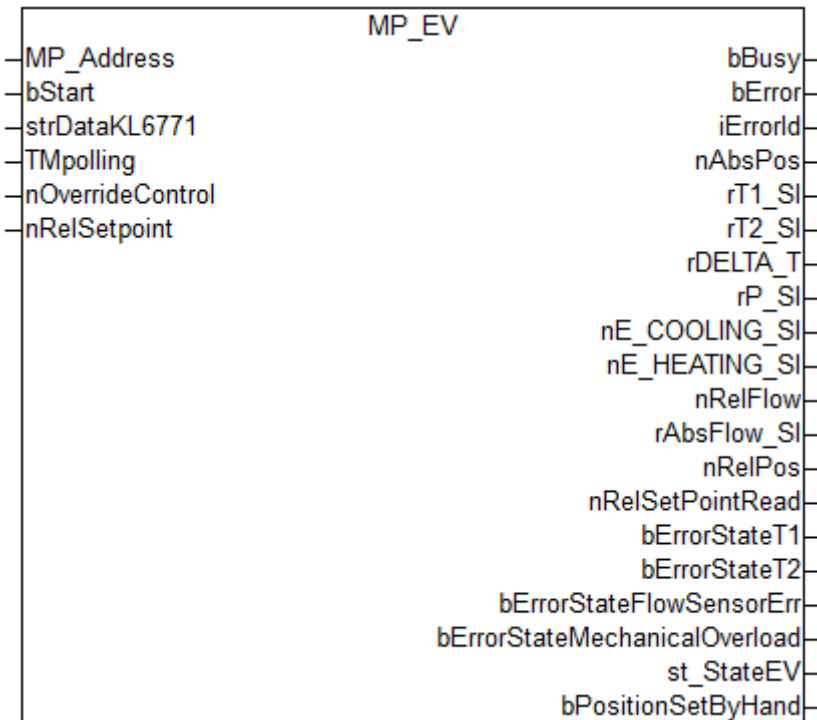 MP_EV
MP_Address bBusy
bStart bError
strDataKL6771 iErrorId
TMpolling nAbsPos
nOverrideControl rT1_SI
nRelSetpoint rT2_SI
rDELTA_T
rP_SI
nE_COOLING_SI
nE_HEATING_SI
nRelFlow
rAbsFlow_SI
nRelPos
nRelSetPointRead
bErrorStateT1
bErrorStateT2
bErrorStateFlowSensorErr
bErrorStateMechanicalOverload
st_StateEV
bPositionSetByHand